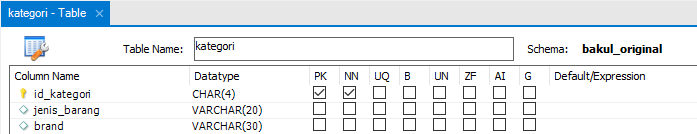 kategori - Table ×
Table Name: kategori Schema: bakul_original
Column Name Datatype PK NN UQ B UN ZF AI G Default/Expression
id_kategori CHAR(4)
jenis_barang VARCHAR(20)
brand VARCHAR(30)